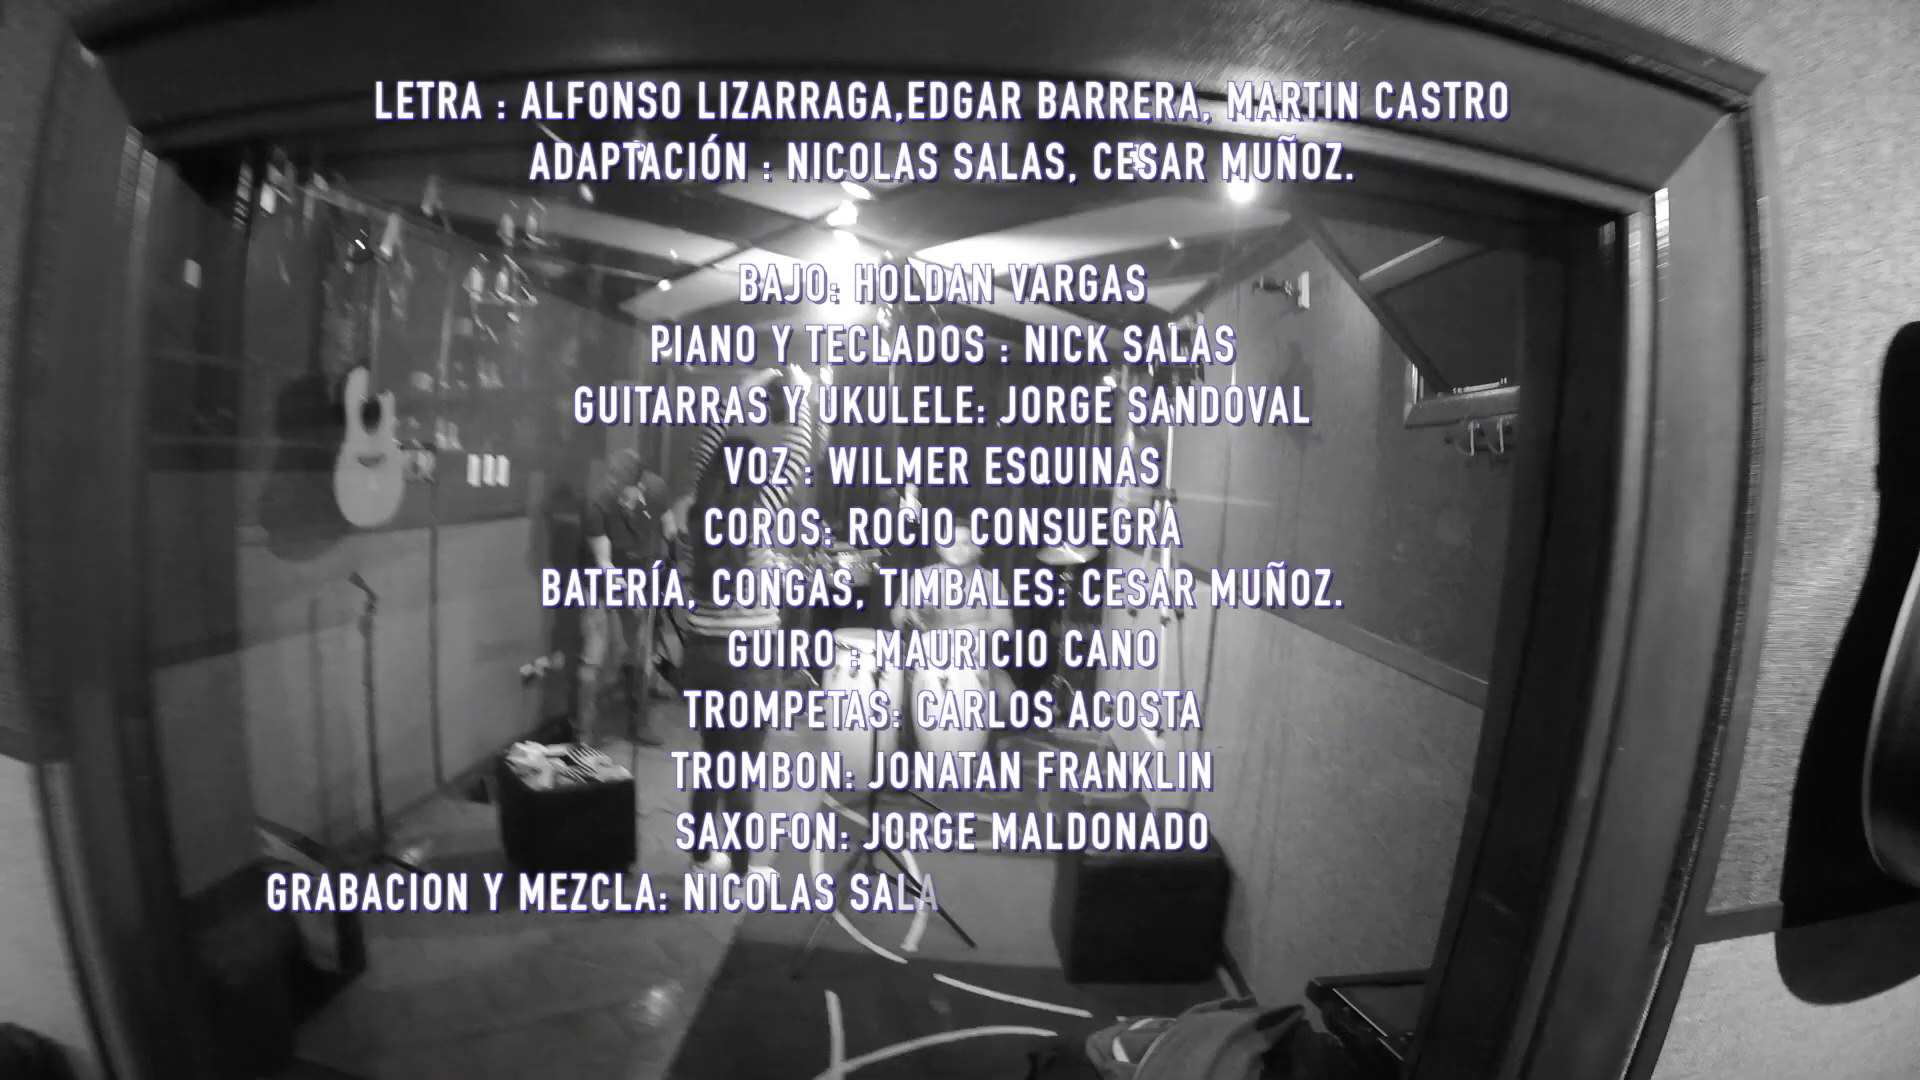 LETRA : ALFONSO LIZARRAGA,EDGAR BARRERA, MARTIN CASTRO
ADAPTACIÓN : NICOLAS SALAS, CESAR MUÑOZ.
BAJO: HOLDAN VARGAS
PIANO Y TECLADOS : NICK SALAS
GUITARRAS Y UKULELE: JORGE SANDOVAL
VOZ : WILMER ESQUINAS
COROS: ROCIO CONSUEGRA
BATERÍA, CONGAS, TIMBALES: CESAR MUÑOZ.
GUIRO : MAURICIO CANO
TROMPETAS: CARLOS ACOSTA
TROMBON: JONATAN FRANKLIN
SAXOFON: JORGE MALDONADO
GRABACION Y MEZCLA: NICOLAS SALA